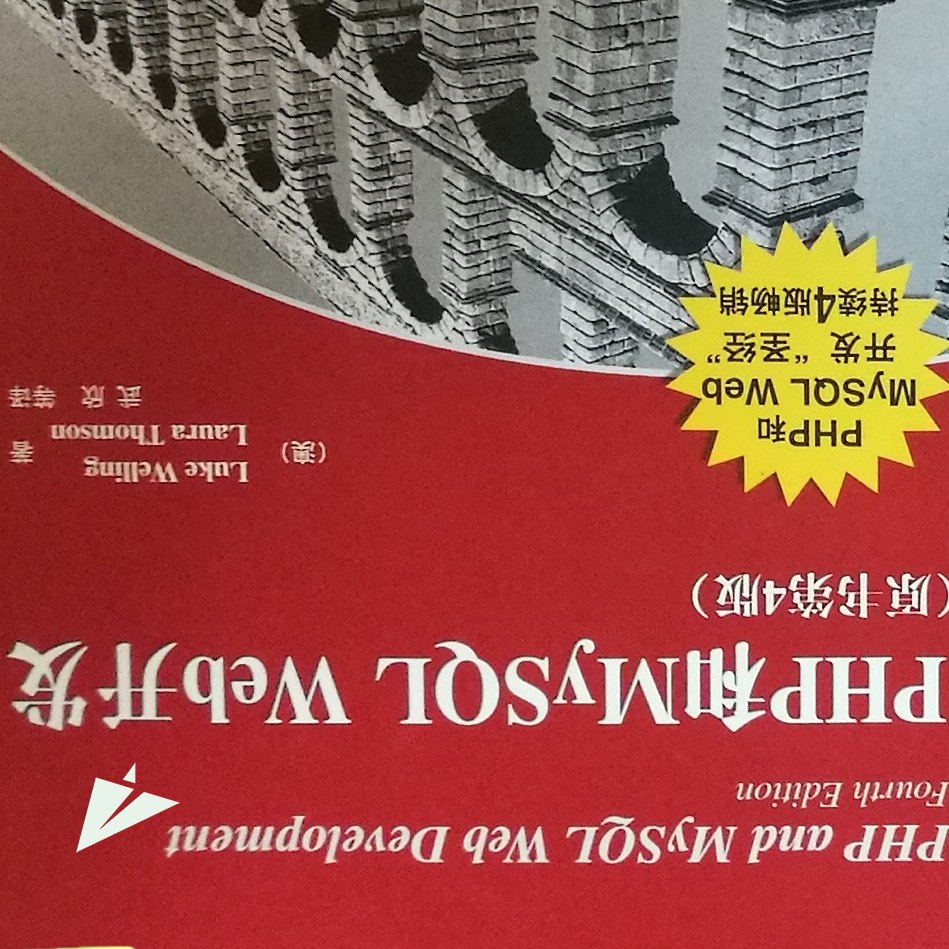 PHP and MySQL Web Development
Fourth Edition
PHP和MySQL Web开发
（原书第4版）
（澳） Luke Welling
Laura Thomson 著
武欣 等译
PHP和
MySQL Web
开发“圣经”
持续4版畅销